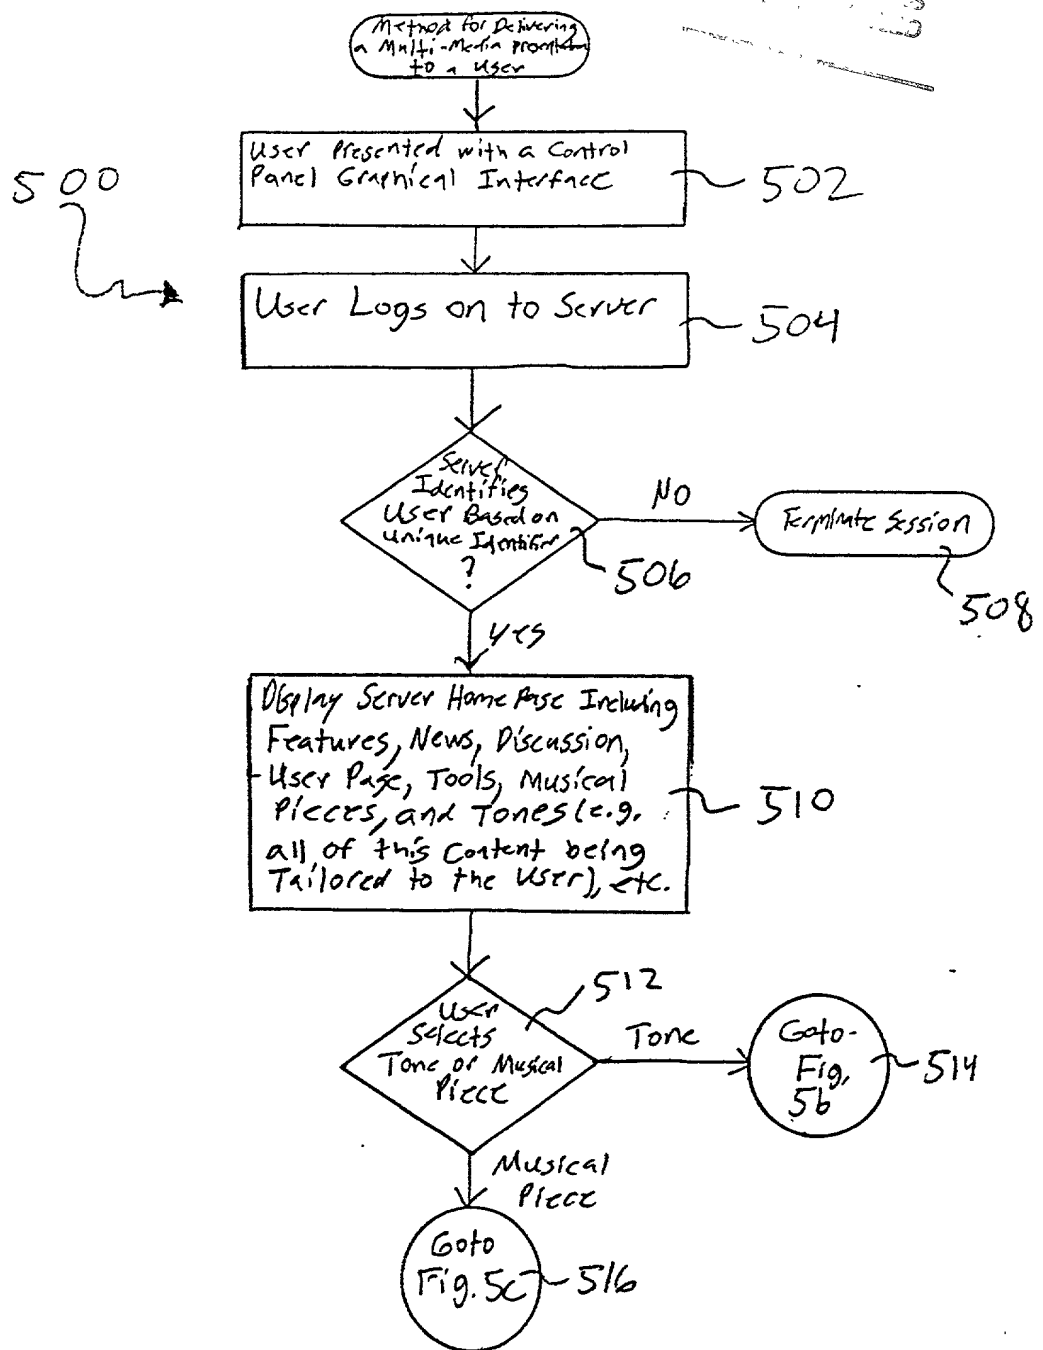 Method for Delivering
a Multi-Media
to a User
User Presented with a Control
Panel Graphical Interface
502
500
User Logs on to Server
504
Server
Identifies
User Based on
Unique Identifier
?
506
NO
Terminate Session
508
yes
Display Server Home Page Including
Features, News, Discussion,
User Page, Tools, Musical
Pieces, and Tones (e.g.
all of this Content being
Tailored to the User), etc.
510
512
User
Selects
Tone or Musical
Piece
Tone
Goto
Fig.
5b
514
Musical
Piece
Goto
Fig. 5c
516